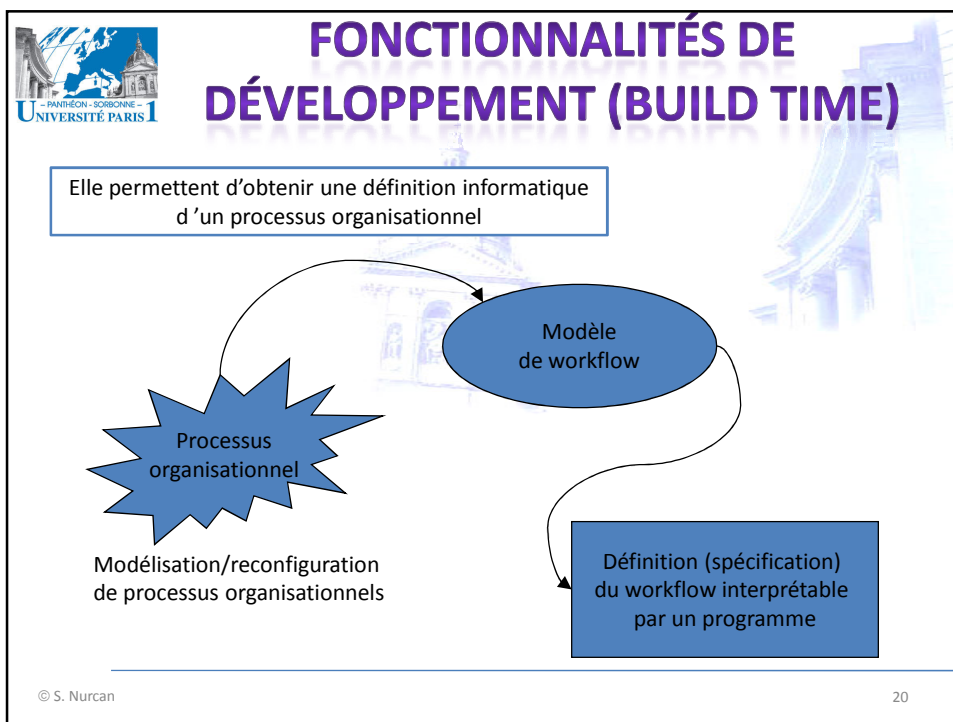 FONCTIONNALITÉS DE
DÉVELOPPEMENT (BUILD TIME)
– PANTHÉON - SORBONNE –
UNIVERSITÉ PARIS 1
Elle permettent d’obtenir une définition informatique
d ’un processus organisationnel
Modèle
de workflow
Processus
organisationnel
Modélisation/reconfiguration
de processus organisationnels
Définition (spécification)
du workflow interprétable
par un programme
© S. Nurcan
20